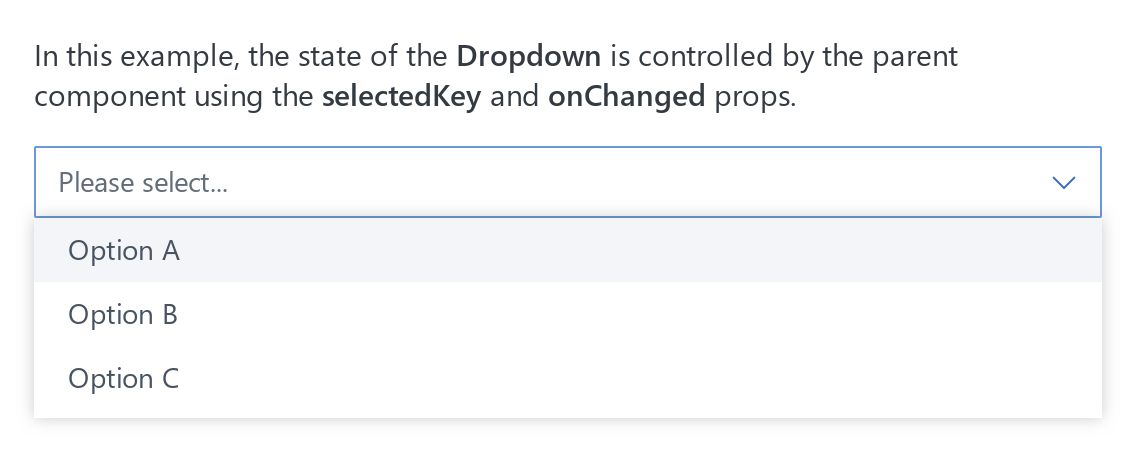 In this example, the state of the Dropdown is controlled by the parent
component using the selectedKey and onChanged props.
Please select...
Option A
Option B
Option C